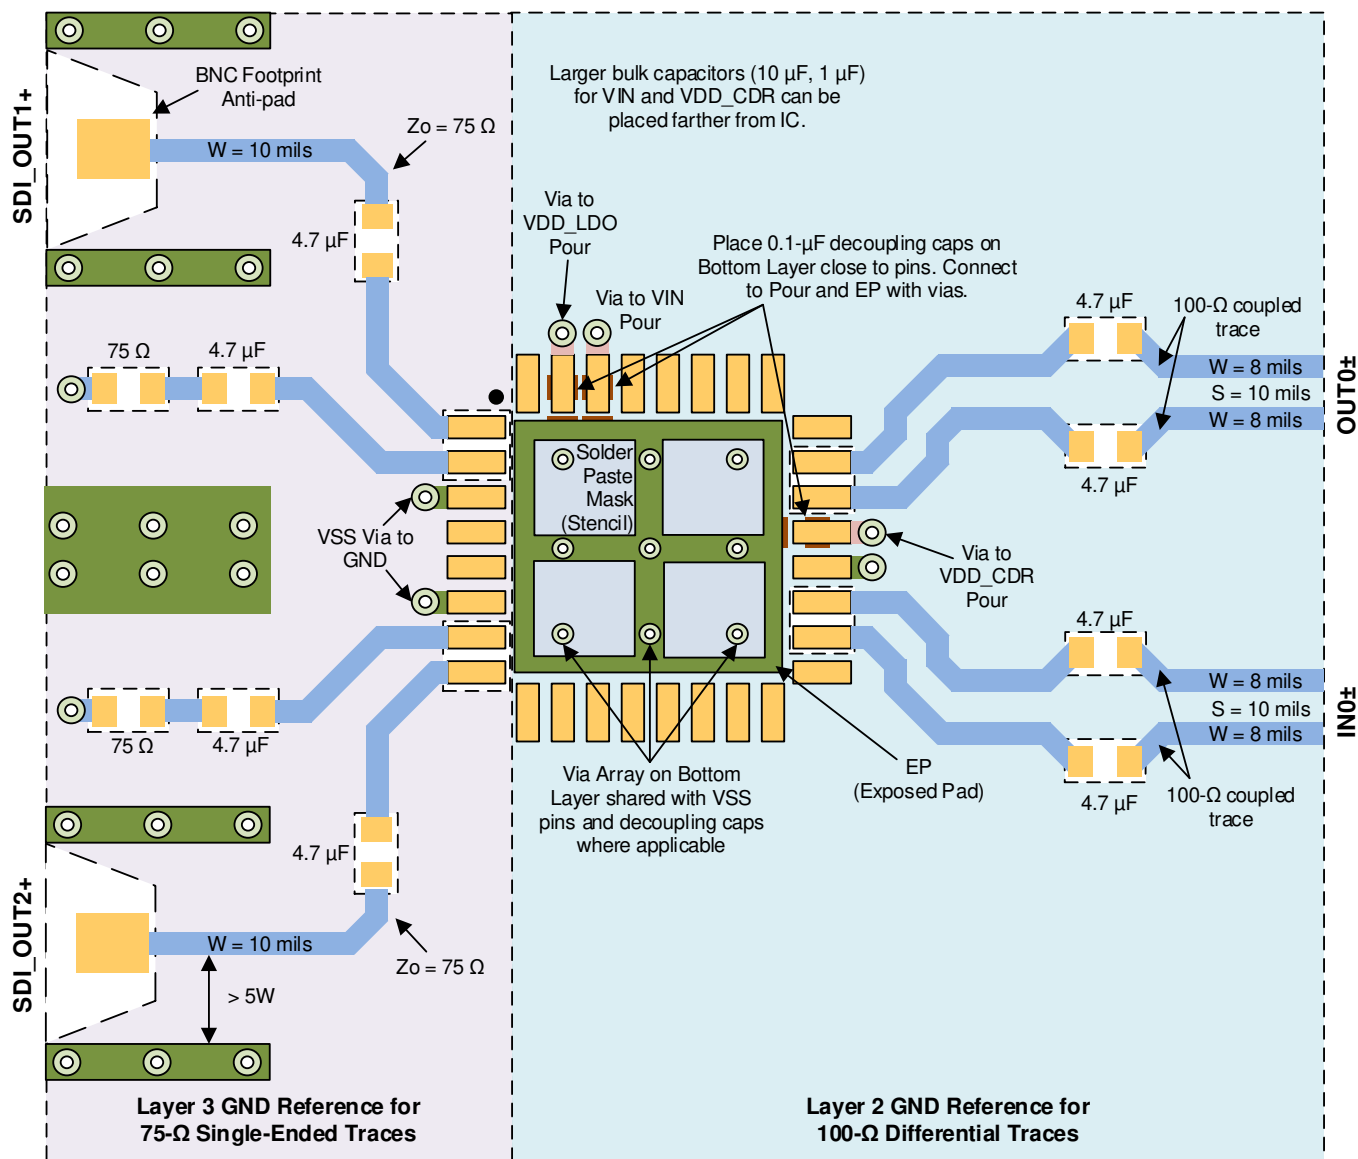 SDI_OUT1+
BNC Footprint
Anti-pad
W = 10 mils
Zo = 75 Ω
4.7 µF
Larger bulk capacitors (10 µF, 1 µF)
for VIN and VDD_CDR can be
placed farther from IC.
Via to
VDD_LDO
Pour
Via to VIN
Pour
Place 0.1-µF decoupling caps on
Bottom Layer close to pins. Connect
to Pour and EP with vias.
4.7 µF
100-Ω coupled
trace
W = 8 mils
S = 10 mils
W = 8 mils
4.7 µF
OUT0±
75 Ω
4.7 µF
Solder
Paste
Mask
(Stencil)
VSS Via to
GND
Via to
VDD_CDR
Pour
4.7 µF
W = 8 mils
S = 10 mils
W = 8 mils
IN0±
4.7 µF
100-Ω coupled
trace
75 Ω
4.7 µF
EP
(Exposed Pad)
Via Array on Bottom
Layer shared with VSS
pins and decoupling caps
where applicable
4.7 µF
SDI_OUT2+
W = 10 mils
Zo = 75 Ω
> 5W
Layer 3 GND Reference for
75-Ω Single-Ended Traces
Layer 2 GND Reference for
100-Ω Differential Traces